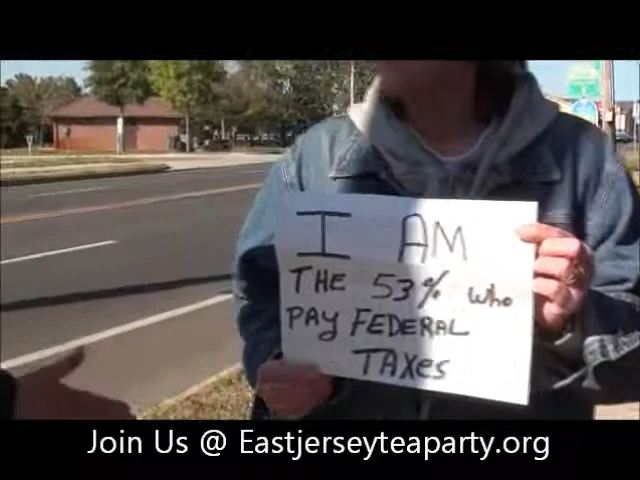 I AM
THE 53% who
PAY FEDERAL
TAXES
Join Us @ Eastjerseyteaparty.org